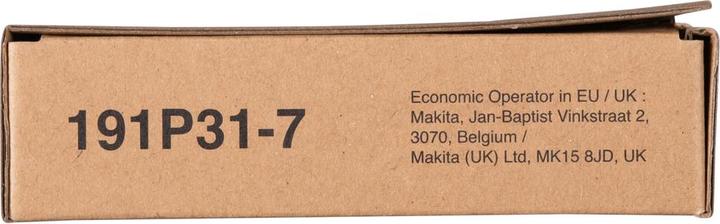 191P31-7
Economic Operator in EU / UK :
Makita, Jan-Baptist Vinkstraat 2,
3070, Belgium /
Makita (UK) Ltd, MK15 8JD, UK